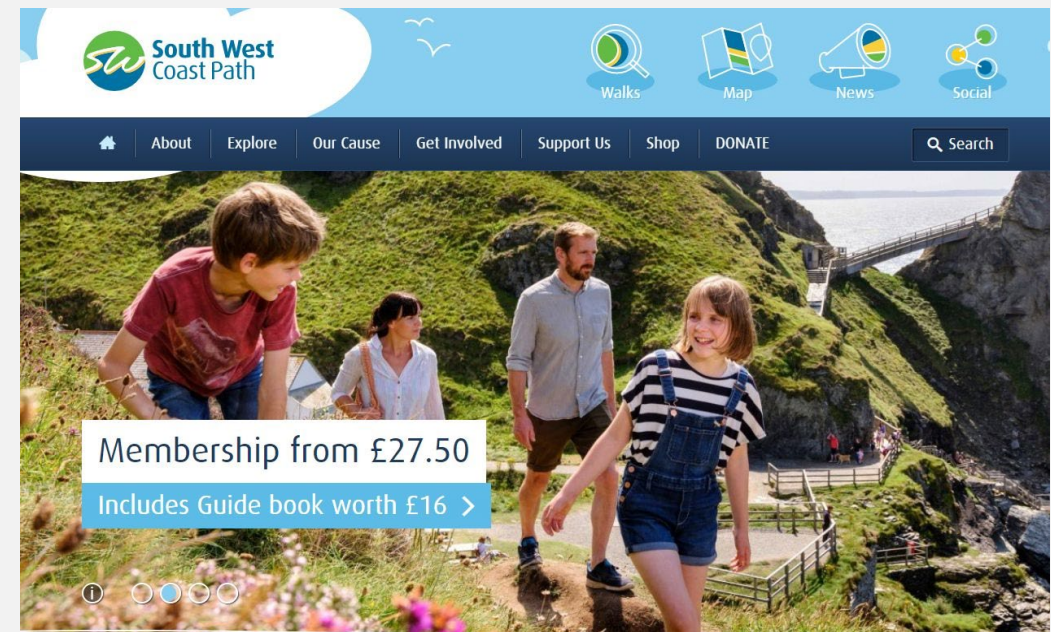 South West
Coast Path
Walks
Map
News
Social
About
Explore
Our Cause
Get Involved
Support Us
Shop
DONATE
Search
Membership from £27.50
Includes Guide book worth £16 >